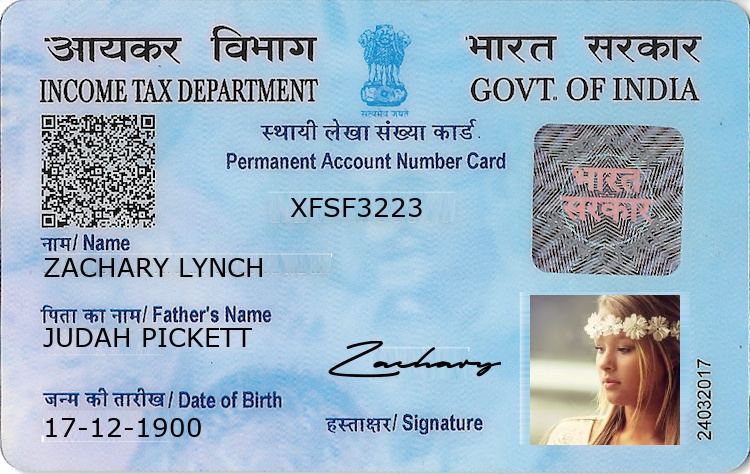 आयकर विभाग
INCOME TAX DEPARTMENT
सत्यमेव जयते
भारत सरकार
GOVT. OF INDIA
स्थायी लेखा संख्या कार्ड
Permanent Account Number Card
XFSF3223
भारत
सरकार
नाम/ Name
ZACHARY LYNCH
पिता का नाम/ Father's Name
JUDAH PICKETT
जन्म की तारीख/ Date of Birth
17-12-1900
Zachary
हस्ताक्षर/ Signature
24032017